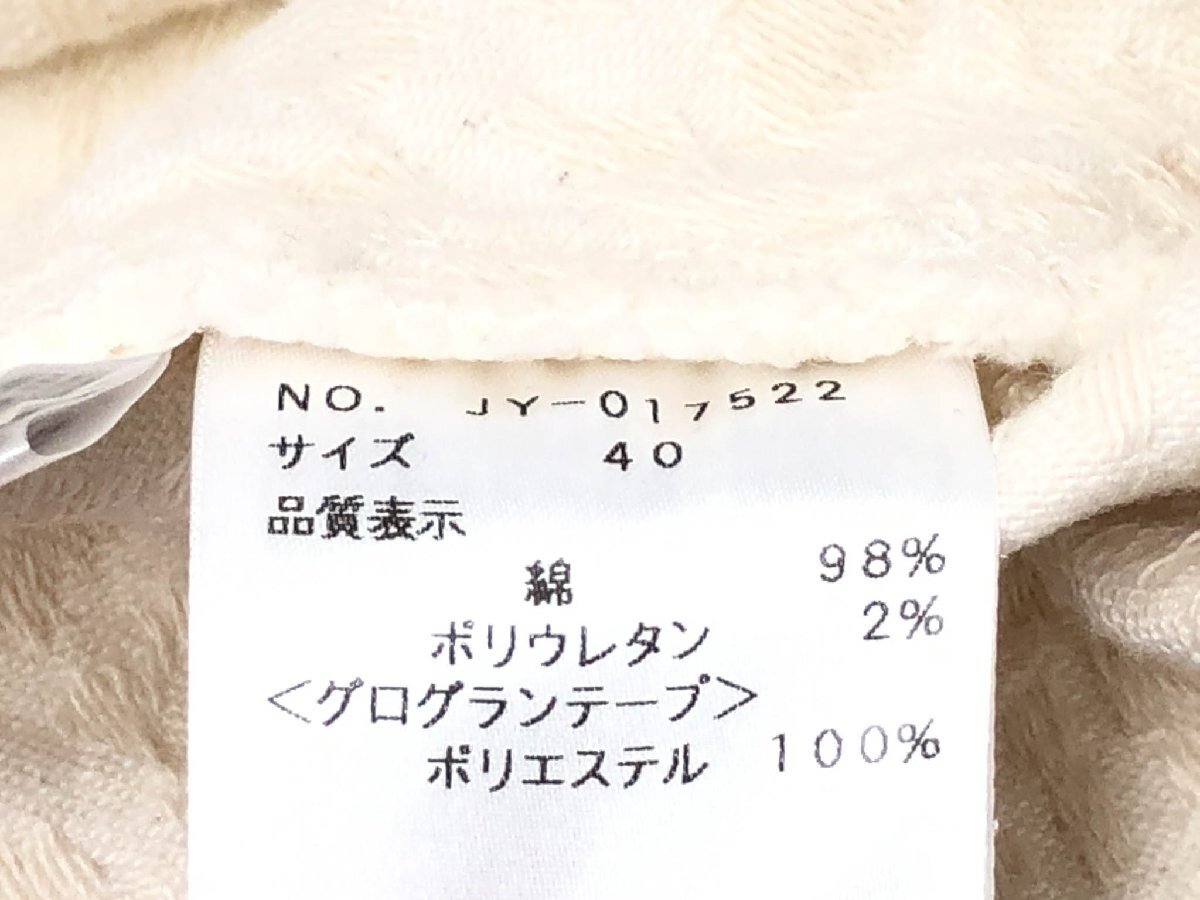 NO. JY-017522
サイズ 40
品質表示
綿 98%
ポリウレタン 2%
<グログランテープ>
ポリエステル 100%